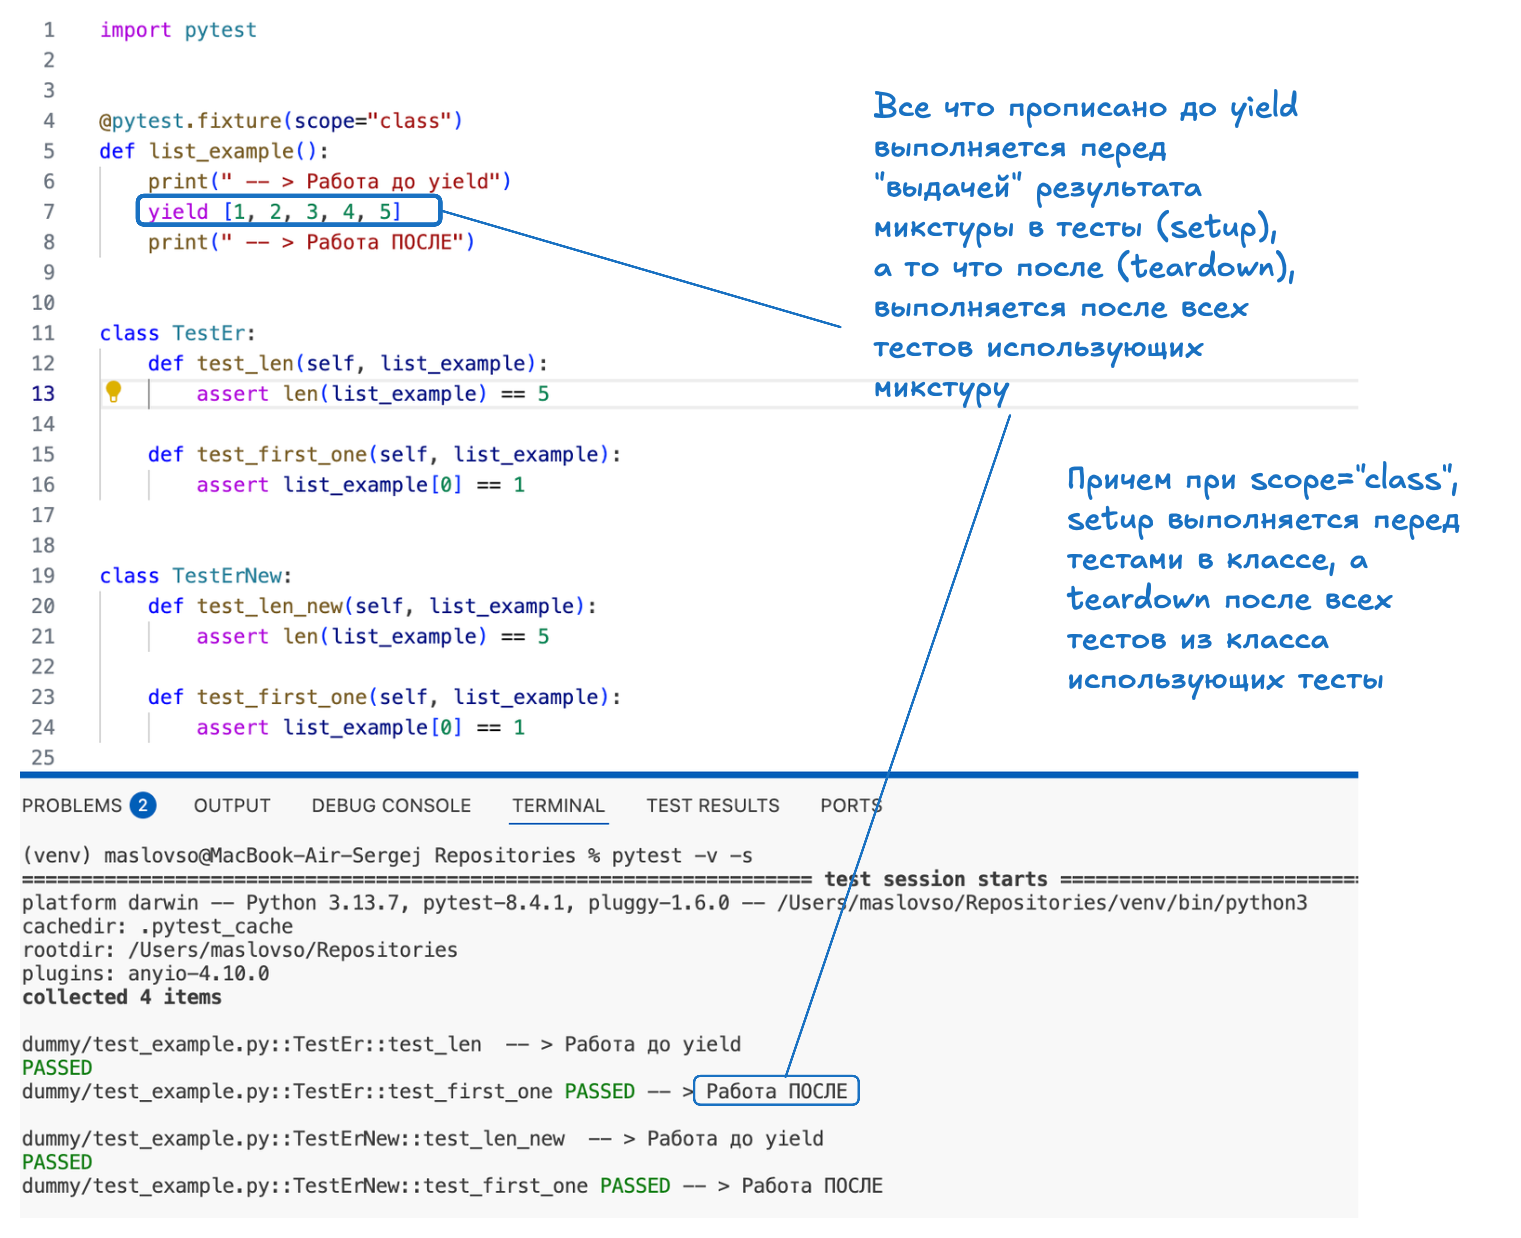 1 import pytest
2
3
4 @pytest.fixture(scope="class")
5 def list_example():
6 print(" -- > Работа до yield")
7 yield [1, 2, 3, 4, 5]
8 print(" -- > Работа ПОСЛЕ")
9
10
11 class TestEr:
12 def test_len(self, list_example):
13 assert len(list_example) == 5
14
15 def test_first_one(self, list_example):
16 assert list_example[0] == 1
17
18
19 class TestErNew:
20 def test_len_new(self, list_example):
21 assert len(list_example) == 5
22
23 def test_first_one(self, list_example):
24 assert list_example[0] == 1
25
Все что прописано до yield
выполняется перед
"выдачей" результата
микстуры в тесты (setup),
а то что после (teardown),
выполняется после всех
тестов использующих
микстуру
Причем при scope="class",
setup выполняется перед
тестами в классе, а
teardown после всех
тестов из класса
использующих тесты
PROBLEMS 2 OUTPUT DEBUG CONSOLE TERMINAL TEST RESULTS PORTS
(venv) maslovso@MacBook-Air-Sergej Repositories % pytest -v -s
=================================================================== test session starts =========================
platform darwin -- Python 3.13.7, pytest-8.4.1, pluggy-1.6.0 -- /Users/maslovso/Repositories/venv/bin/python3
cachedir: .pytest_cache
rootdir: /Users/maslovso/Repositories
plugins: anyio-4.10.0
collected 4 items
dummy/test_example.py::TestEr::test_len -- > Работа до yield
PASSED
dummy/test_example.py::TestEr::test_first_one PASSED -- > Работа ПОСЛЕ
dummy/test_example.py::TestErNew::test_len_new -- > Работа до yield
PASSED
dummy/test_example.py::TestErNew::test_first_one PASSED -- > Работа ПОСЛЕ